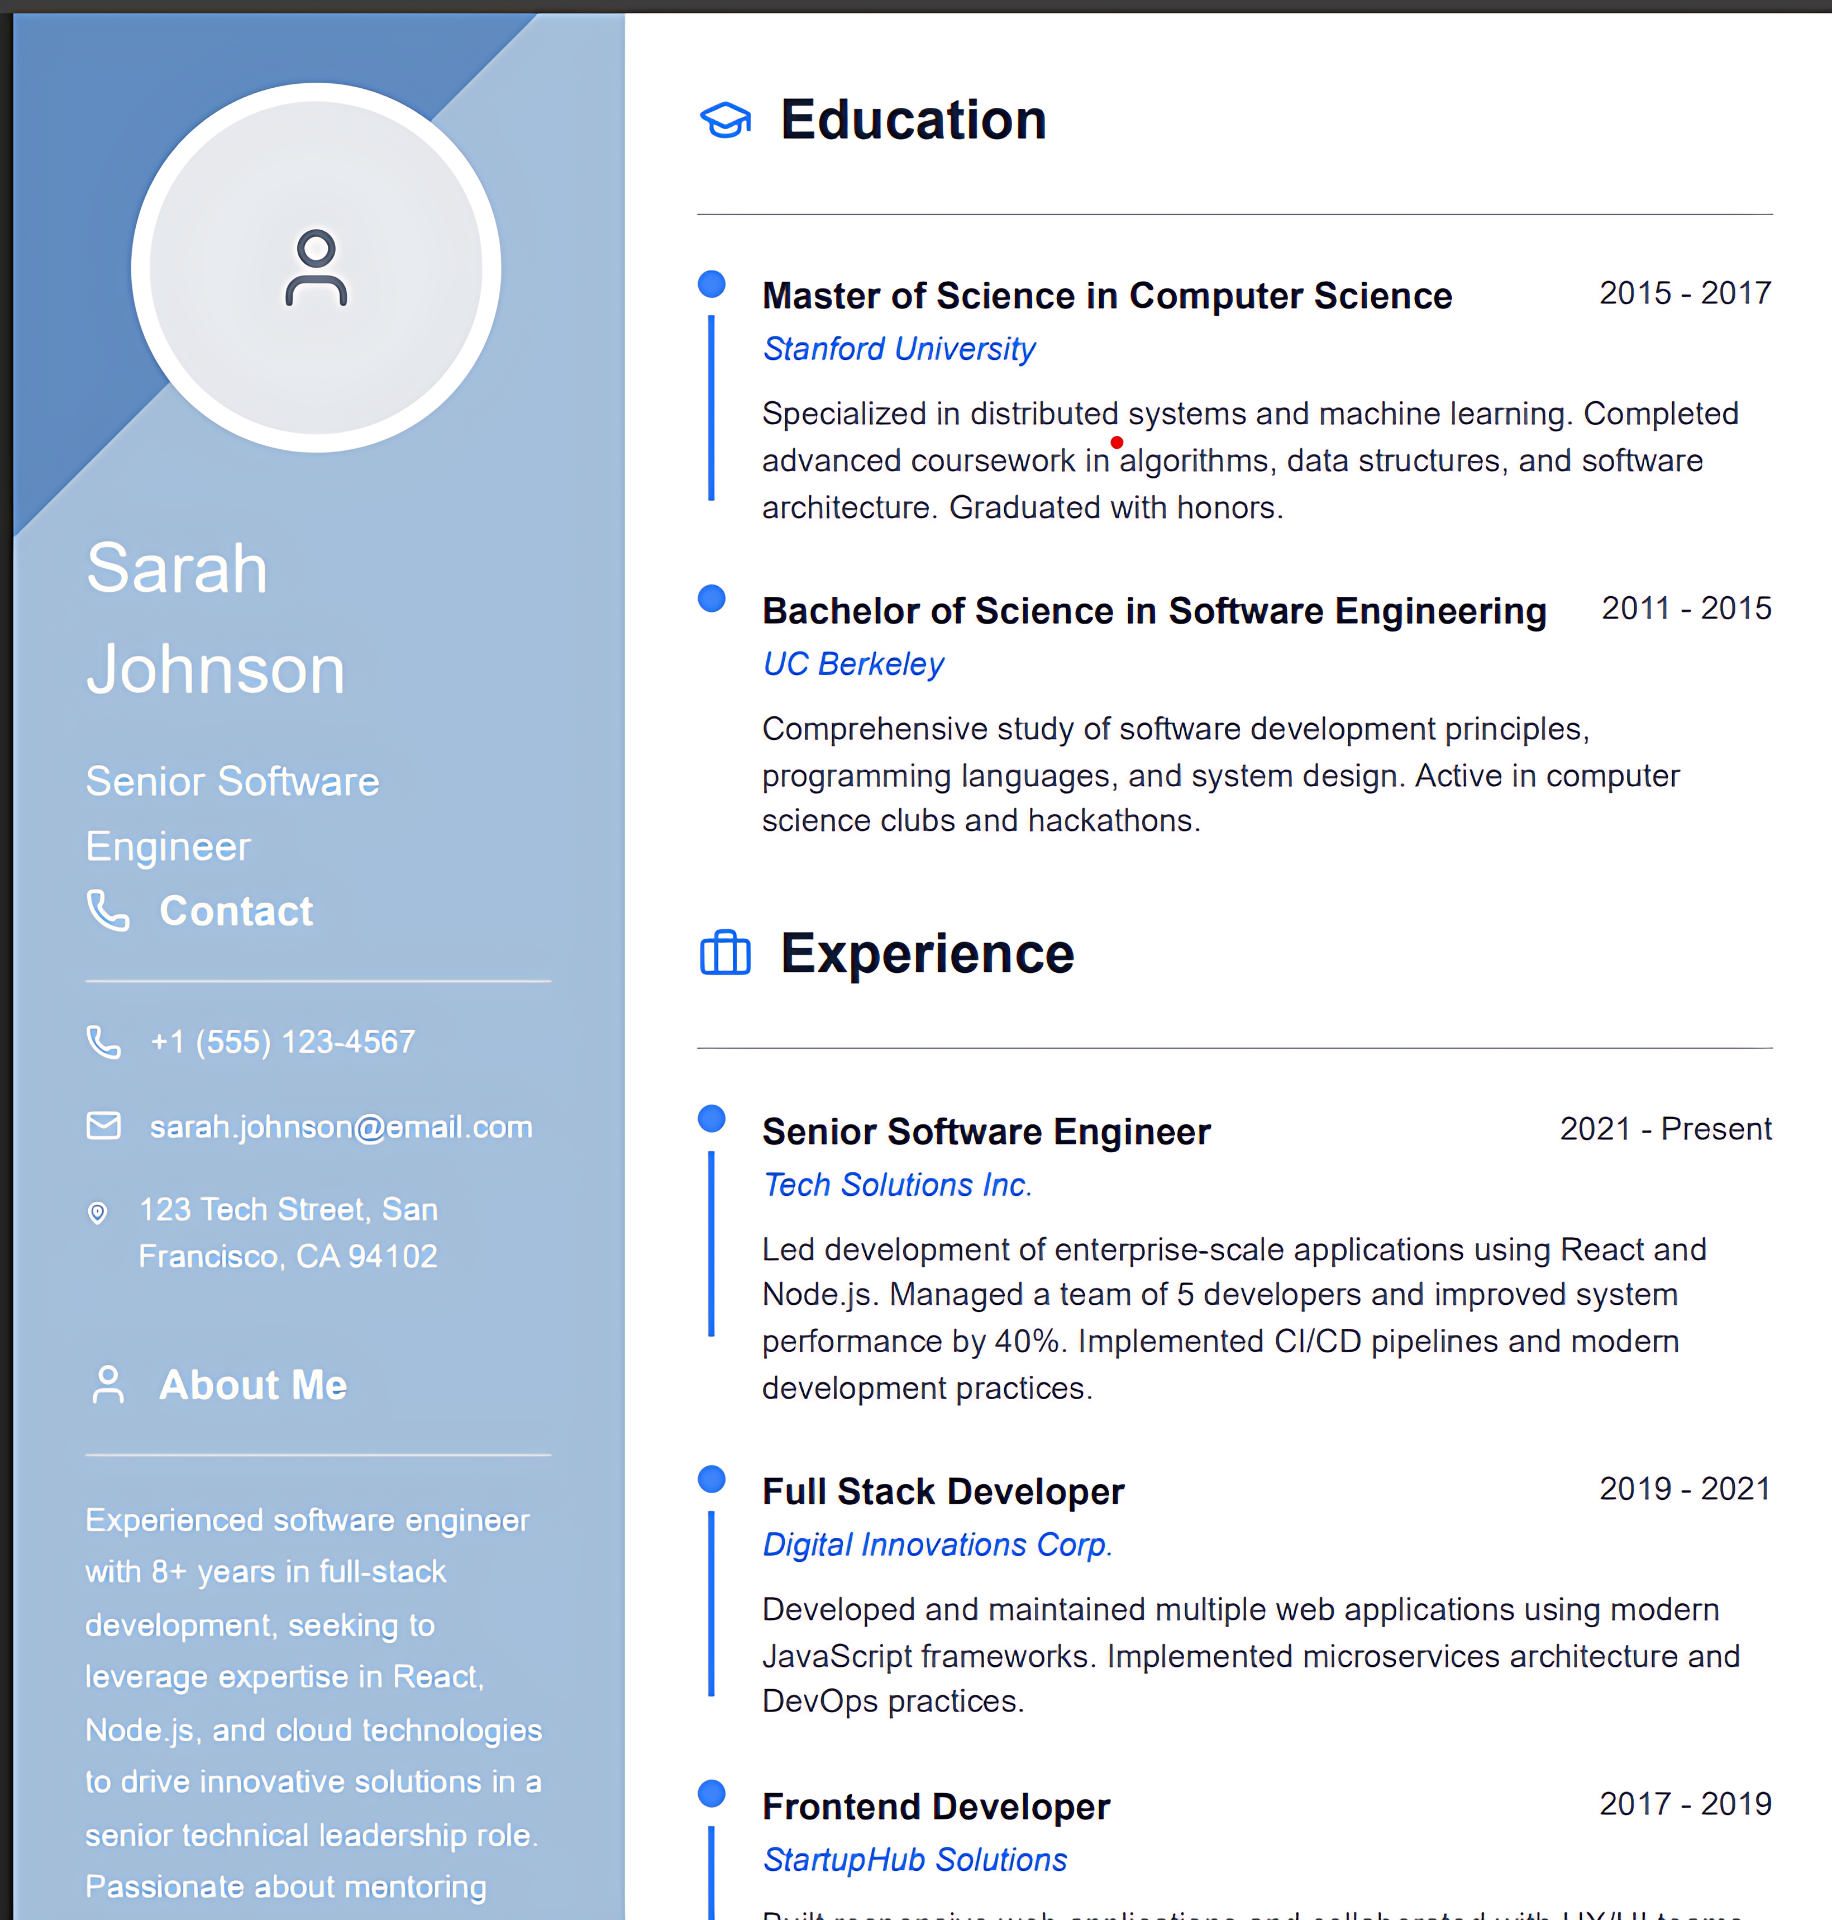 Sarah
Johnson
Senior Software
Engineer
Contact
+1 (555) 123-4567
sarah.johnson@email.com
123 Tech Street, San
Francisco, CA 94102
About Me
Experienced software engineer
with 8+ years in full-stack
development, seeking to
leverage expertise in React,
Node.js, and cloud technologies
to drive innovative solutions in a
senior technical leadership role.
Passionate about mentoring
Education
Master of Science in Computer Science 2015 - 2017
Stanford University
Specialized in distributed systems and machine learning. Completed
advanced coursework in algorithms, data structures, and software
architecture. Graduated with honors.
Bachelor of Science in Software Engineering 2011 - 2015
UC Berkeley
Comprehensive study of software development principles,
programming languages, and system design. Active in computer
science clubs and hackathons.
Experience
Senior Software Engineer 2021 - Present
Tech Solutions Inc.
Led development of enterprise-scale applications using React and
Node.js. Managed a team of 5 developers and improved system
performance by 40%. Implemented CI/CD pipelines and modern
development practices.
Full Stack Developer 2019 - 2021
Digital Innovations Corp.
Developed and maintained multiple web applications using modern
JavaScript frameworks. Implemented microservices architecture and
DevOps practices.
Frontend Developer 2017 - 2019
StartupHub Solutions